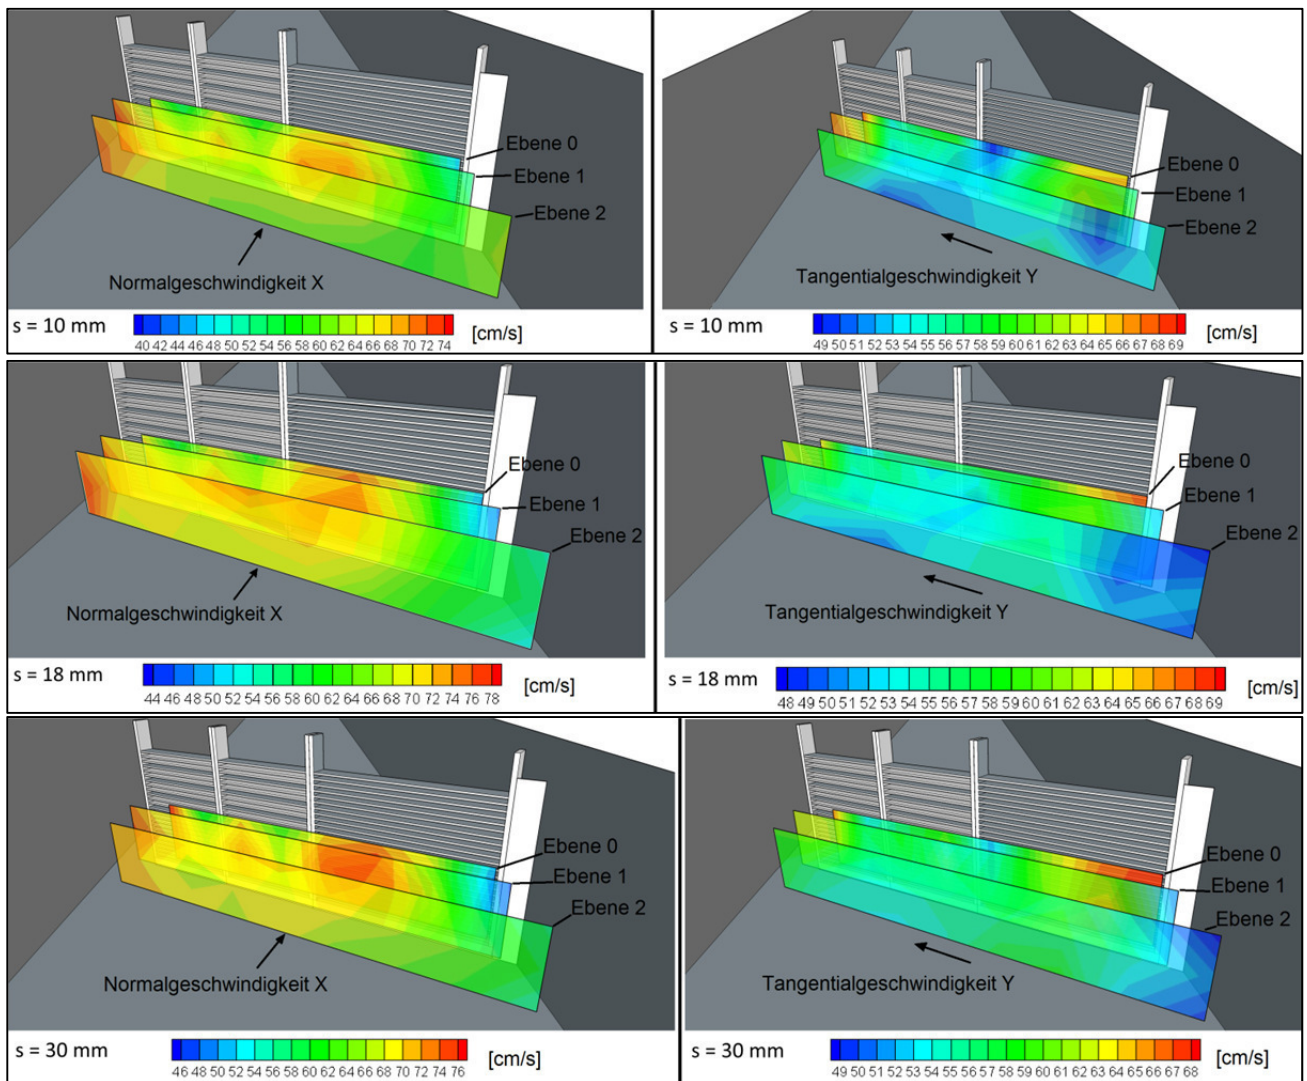 Ebene 0
Ebene 1
Ebene 2
Normalgeschwindigkeit X
s = 10 mm
[cm/s]
40 42 44 48 50 52 54 56 60 62 64 66 68 70 72 74
Ebene 0
Ebene 1
Ebene 2
Tangentialgeschwindigkeit Y
s = 10 mm
[cm/s]
49 50 51 52 53 54 55 56 57 58 59 60 61 62 63 64 65 66 67 68 69
Ebene 0
Ebene 1
Ebene 2
Normalgeschwindigkeit X
s = 18 mm
[cm/s]
44 46 48 50 52 54 56 58 60 62 64 66 68 70 72 74 76 78
Ebene 0
Ebene 1
Ebene 2
Tangentialgeschwindigkeit Y
s = 18 mm
[cm/s]
48 49 50 51 52 53 54 55 56 57 58 59 60 61 62 63 64 65 66 67 68 69
Ebene 0
Ebene 1
Ebene 2
Normalgeschwindigkeit X
s = 30 mm
[cm/s]
46 48 50 52 54 56 58 60 62 64 66 68 70 72 74 76
Ebene 0
Ebene 1
Ebene 2
Tangentialgeschwindigkeit Y
s = 30 mm
[cm/s]
49 50 52 53 54 55 56 57 58 59 60 61 62 63 64 65 66 67 68